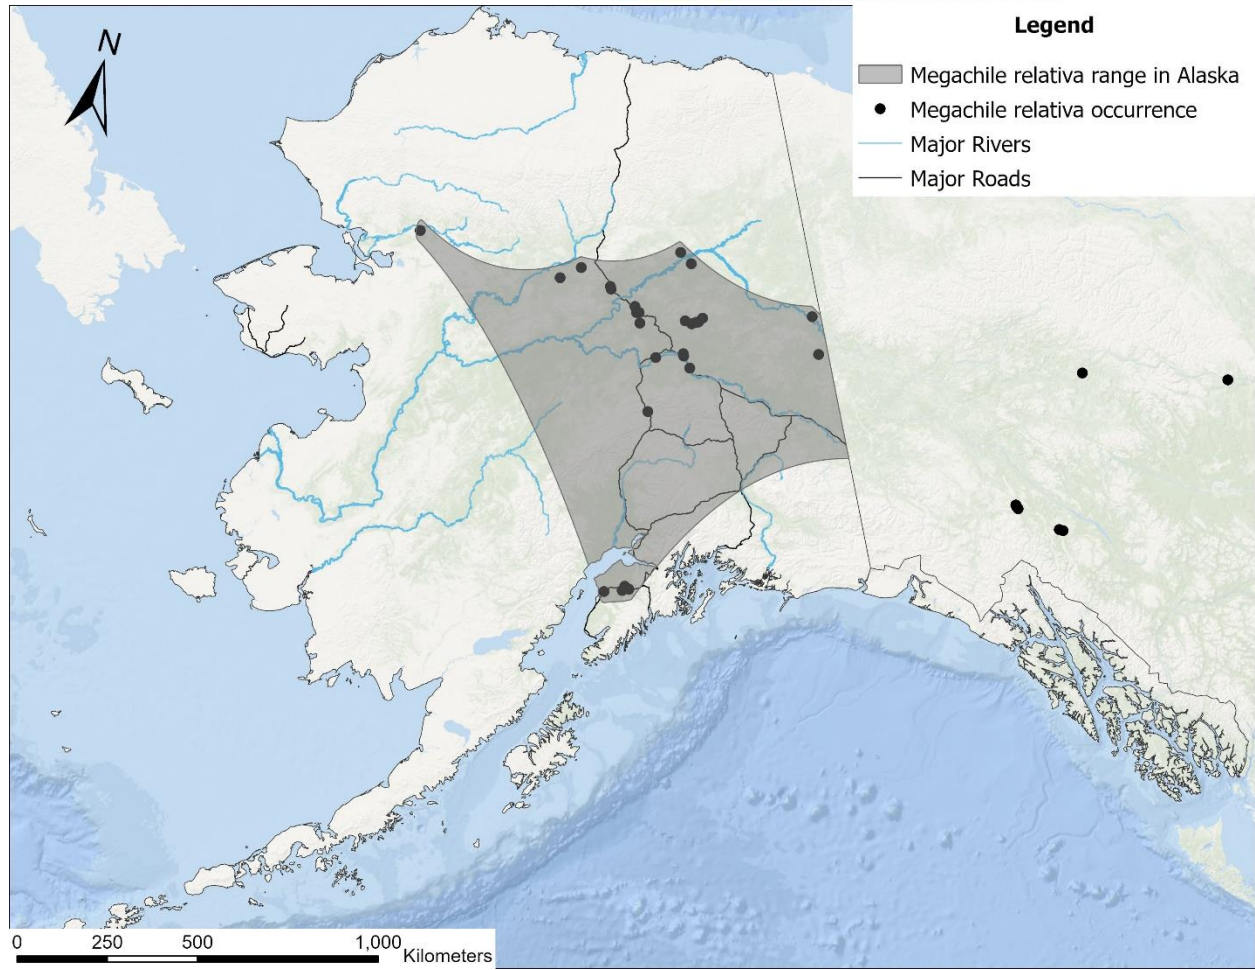 N
Legend
Megachile relativa range in Alaska
Megachile relativa occurrence
Major Rivers
Major Roads
0 250 500 1,000
Kilometers